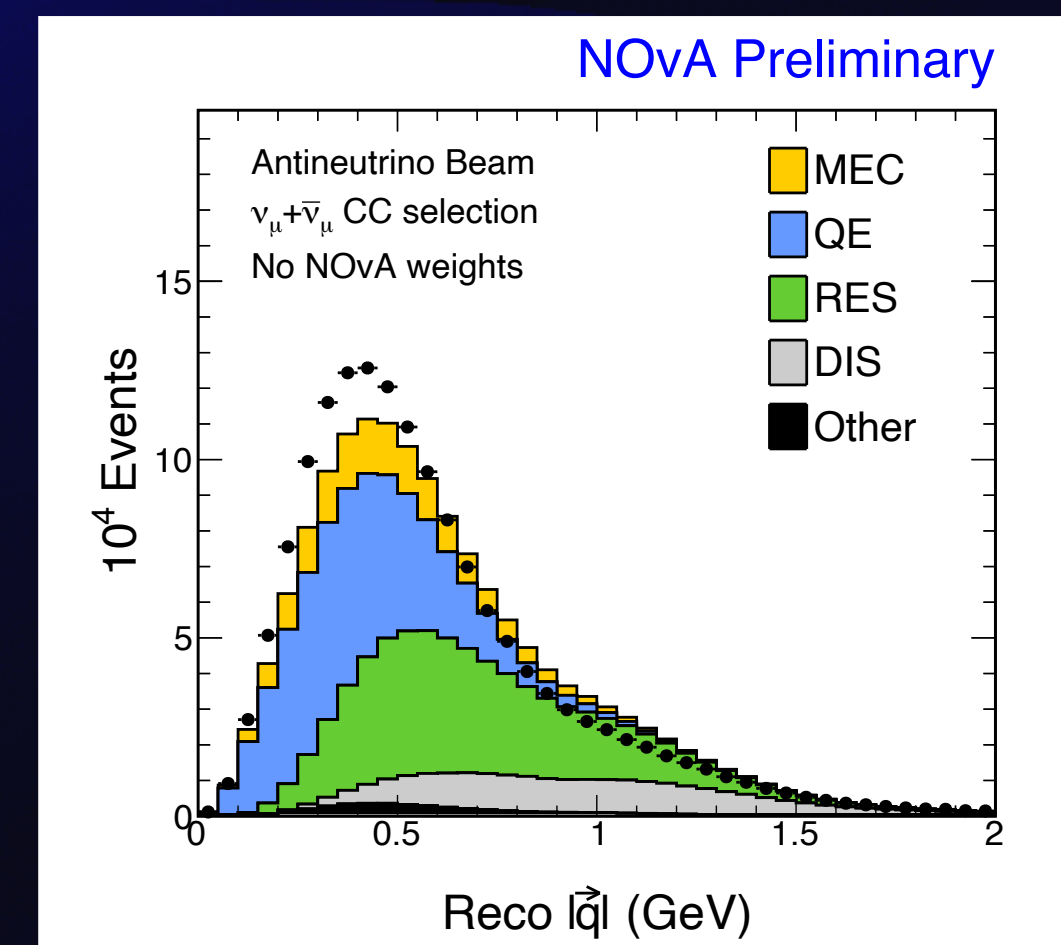 NOvA Preliminary
Antineutrino Beam
νμ+ν̅μ CC selection
No NOvA weights
MEC
QE
RES
DIS
Other
10⁴ Events
15
10
5
0
0 0.5 1 1.5 2
Reco |q⃗| (GeV)